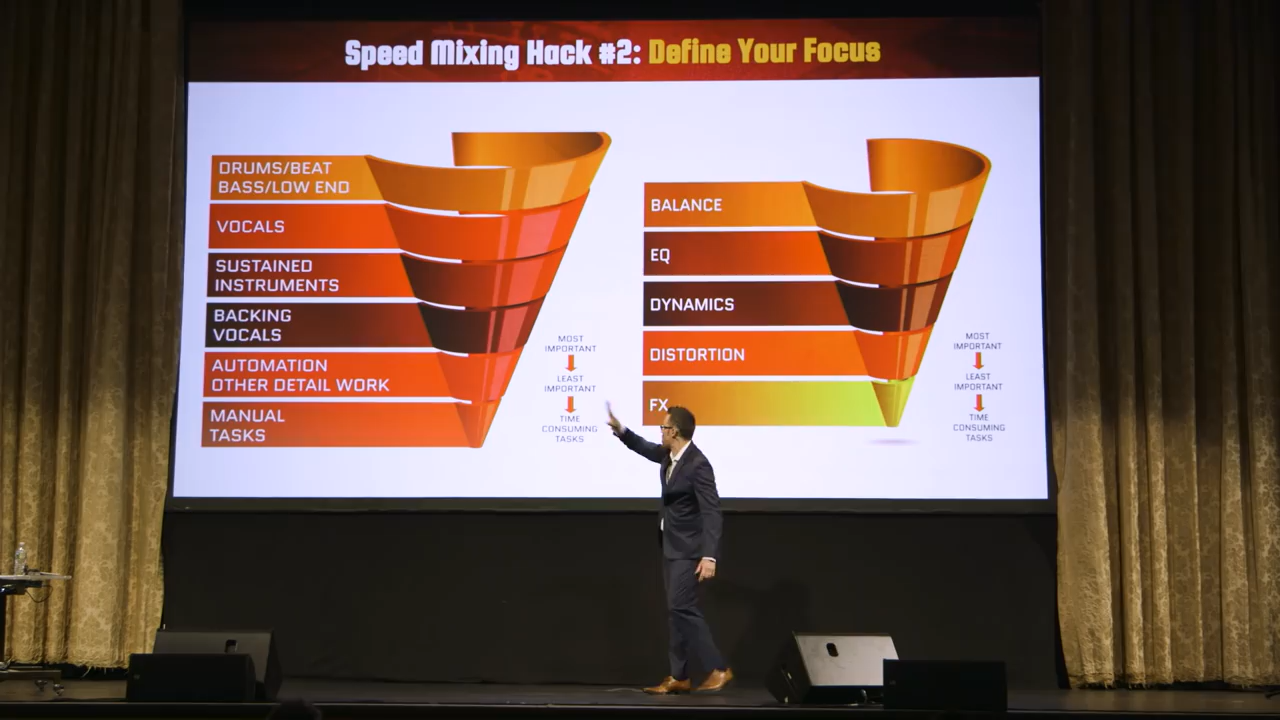 Speed Mixing Hack #2: Define Your Focus
DRUMS/BEAT
BASS/LOW END
VOCALS
SUSTAINED
INSTRUMENTS
BACKING
VOCALS
AUTOMATION
OTHER DETAIL WORK
MANUAL
TASKS
MOST
IMPORTANT
LEAST
IMPORTANT
TIME
CONSUMING
TASKS
BALANCE
EQ
DYNAMICS
DISTORTION
FX
MOST
IMPORTANT
LEAST
IMPORTANT
TIME
CONSUMING
TASKS